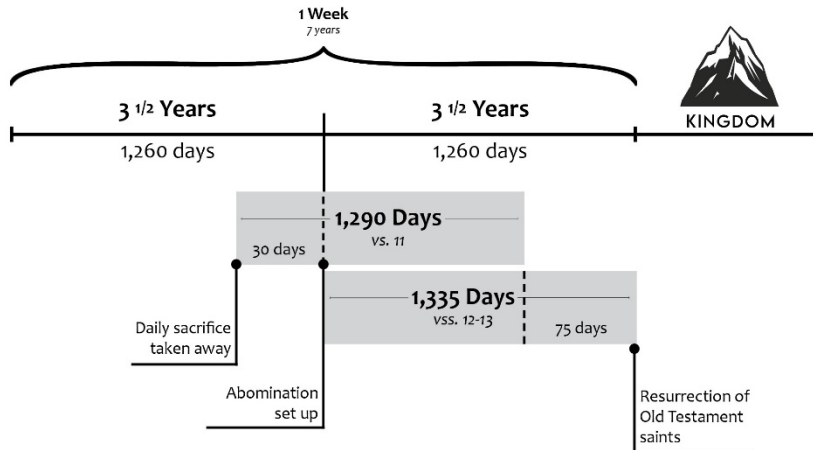 1 Week
7 years
3 1/2 Years
3 1/2 Years
KINGDOM
1,260 days
1,260 days
1,290 Days
vs. 11
30 days
1,335 Days
vss. 12-13
75 days
Daily sacrifice
taken away
Abomination
set up
Resurrection of
Old Testament
saints